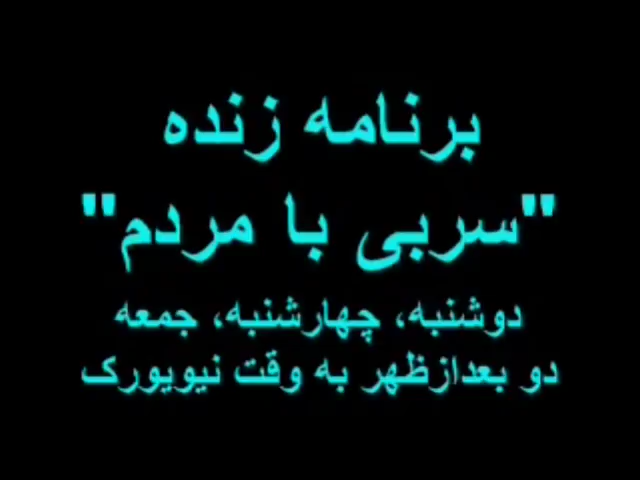 برنامه زنده
"سربی با مردم"
دوشنبه، چهارشنبه، جمعه
دو بعدازظهر به وقت نیویورک